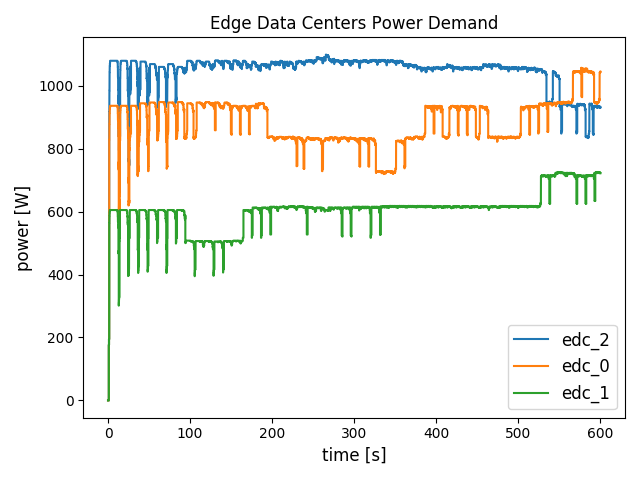 Edge Data Centers Power Demand
power [W]
1000
800
600
400
200
0
0 100 200 300 400 500 600
time [s]
edc_2
edc_0
edc_1